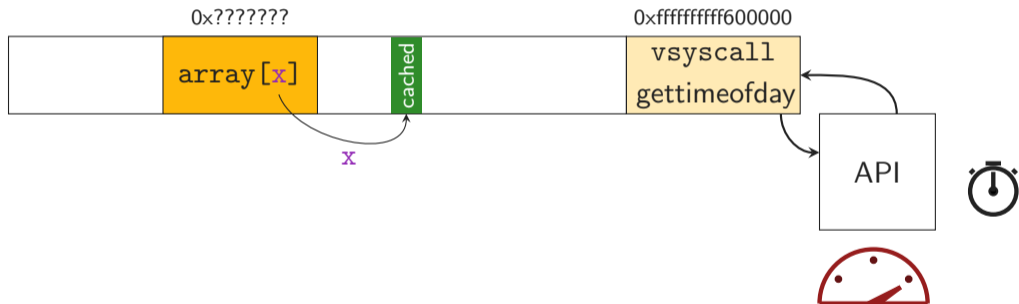 0x???????
0xffffffffff600000
array[x]
cached
vsyscall
gettimeofday
x
API